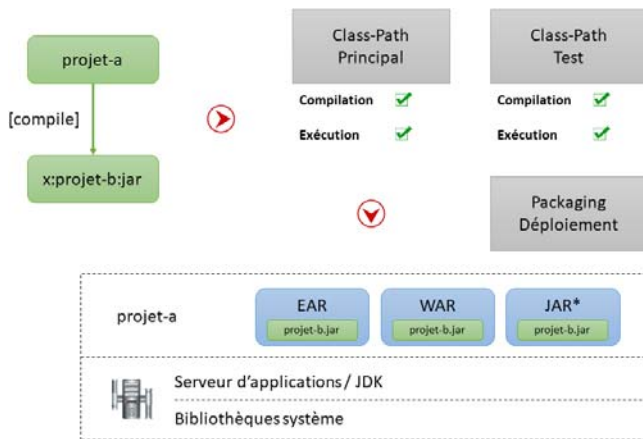 projet-a
[compile]
x:projet-b:jar
Class-Path
Principal
Compilation
Exécution
Class-Path
Test
Compilation
Exécution
Packaging
Déploiement
projet-a
EAR
projet-b.jar
WAR
projet-b.jar
JAR*
projet-b.jar
Serveur d'applications / JDK
Bibliothèques système